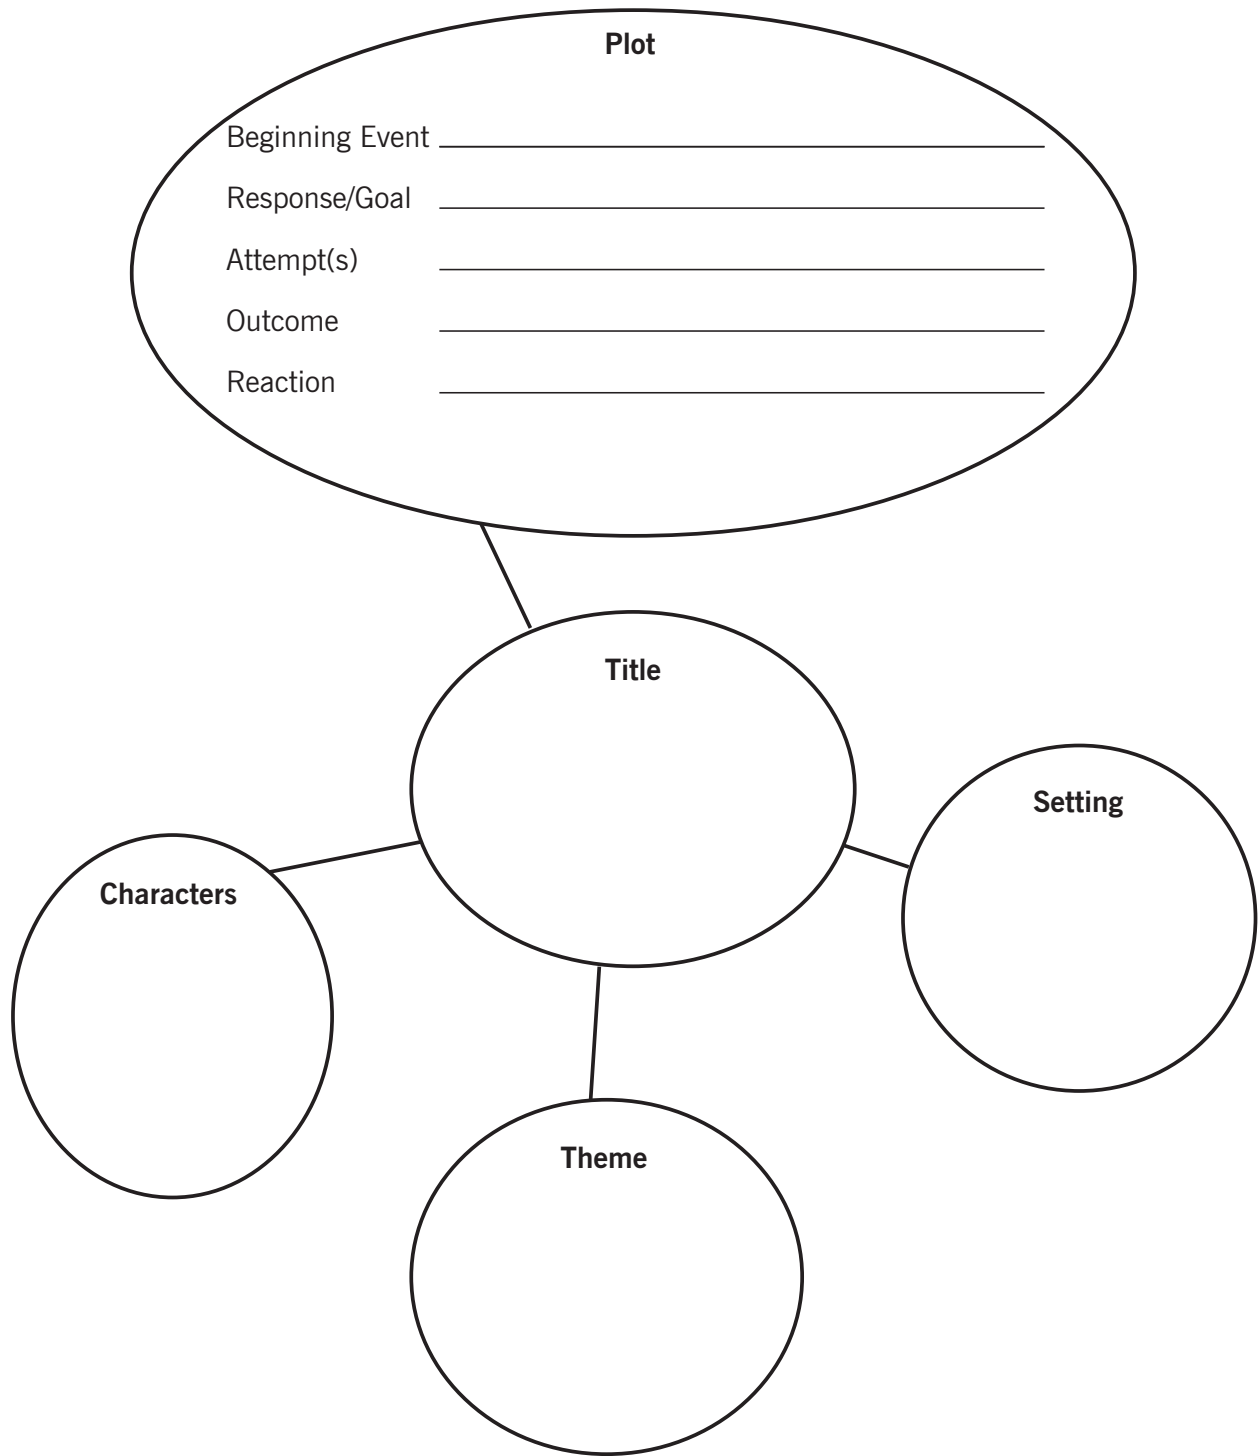 Plot
Beginning Event
Response/Goal
Attempt(s)
Outcome
Reaction
Title
Setting
Characters
Theme